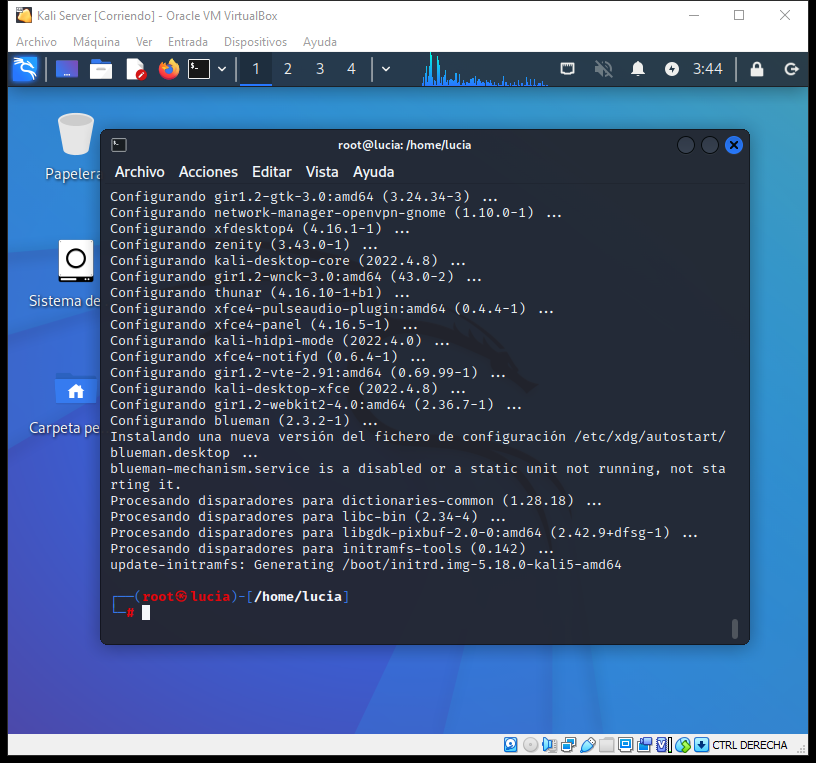 Kali Server [Corriendo] - Oracle VM VirtualBox
Archivo Máquina Ver Entrada Dispositivos Ayuda
1 2 3 4 3:44
Papelera
Sistema de
Carpeta pe
root@lucia: /home/lucia
Archivo Acciones Editar Vista Ayuda
Configurando gir1.2-gtk-3.0:amd64 (3.24.34-3) ...
Configurando network-manager-openvpn-gnome (1.10.0-1) ...
Configurando xfdesktop4 (4.16.1-1) ...
Configurando zenity (3.43.0-1) ...
Configurando kali-desktop-core (2022.4.8) ...
Configurando gir1.2-wnck-3.0:amd64 (43.0-2) ...
Configurando thunar (4.16.10-1+b1) ...
Configurando xfce4-pulseaudio-plugin:amd64 (0.4.4-1) ...
Configurando xfce4-panel (4.16.5-1) ...
Configurando kali-hidpi-mode (2022.4.0) ...
Configurando xfce4-notifyd (0.6.4-1) ...
Configurando gir1.2-vte-2.91:amd64 (0.69.99-1) ...
Configurando kali-desktop-xfce (2022.4.8) ...
Configurando gir1.2-webkit2-4.0:amd64 (2.36.7-1) ...
Configurando blueman (2.3.2-1) ...
Instalando una nueva versión del fichero de configuración /etc/xdg/autostart/
blueman.desktop ...
blueman-mechanism.service is a disabled or a static unit not running, not sta
rting it.
Procesando disparadores para dictionaries-common (1.28.18) ...
Procesando disparadores para libc-bin (2.34-4) ...
Procesando disparadores para libgdk-pixbuf-2.0-0:amd64 (2.42.9+dfsg-1) ...
Procesando disparadores para initramfs-tools (0.142) ...
update-initramfs: Generating /boot/initrd.img-5.18.0-kali5-amd64
┌──(root㉿lucia)-[/home/lucia]
└─#
CTRL DERECHA